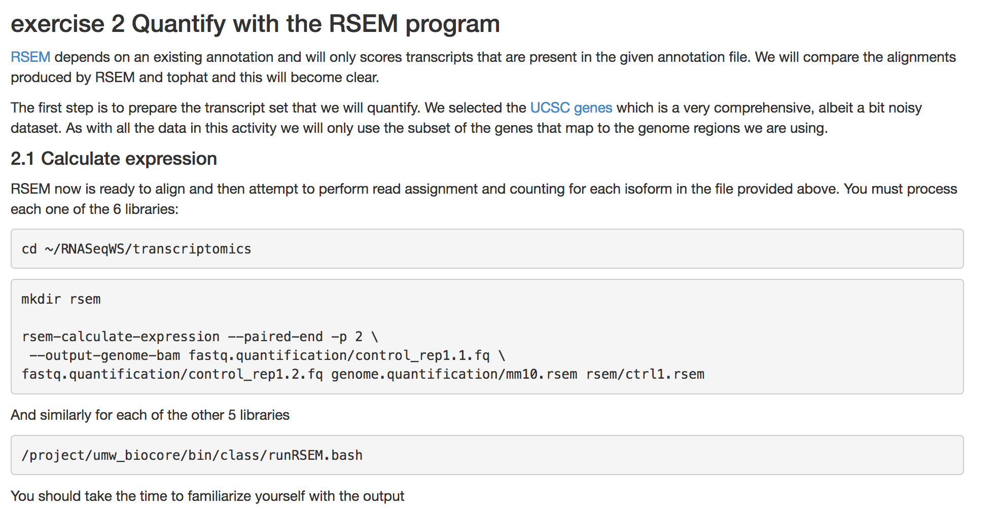 exercise 2 Quantify with the RSEM program
RSEM depends on an existing annotation and will only scores transcripts that are present in the given annotation file. We will compare the alignments
produced by RSEM and tophat and this will become clear.
The first step is to prepare the transcript set that we will quantify. We selected the UCSC genes which is a very comprehensive, albeit a bit noisy
dataset. As with all the data in this activity we will only use the subset of the genes that map to the genome regions we are using.
2.1 Calculate expression
RSEM now is ready to align and then attempt to perform read assignment and counting for each isoform in the file provided above. You must process
each one of the 6 libraries:
cd ~/RNASeqWS/transcriptomics
mkdir rsem
rsem-calculate-expression --paired-end -p 2 \
--output-genome-bam fastq.quantification/control_rep1.1.fq \
fastq.quantification/control_rep1.2.fq genome.quantification/mm10.rsem rsem/ctrl1.rsem
And similarly for each of the other 5 libraries
/project/umw_biocore/bin/class/runRSEM.bash
You should take the time to familiarize yourself with the output